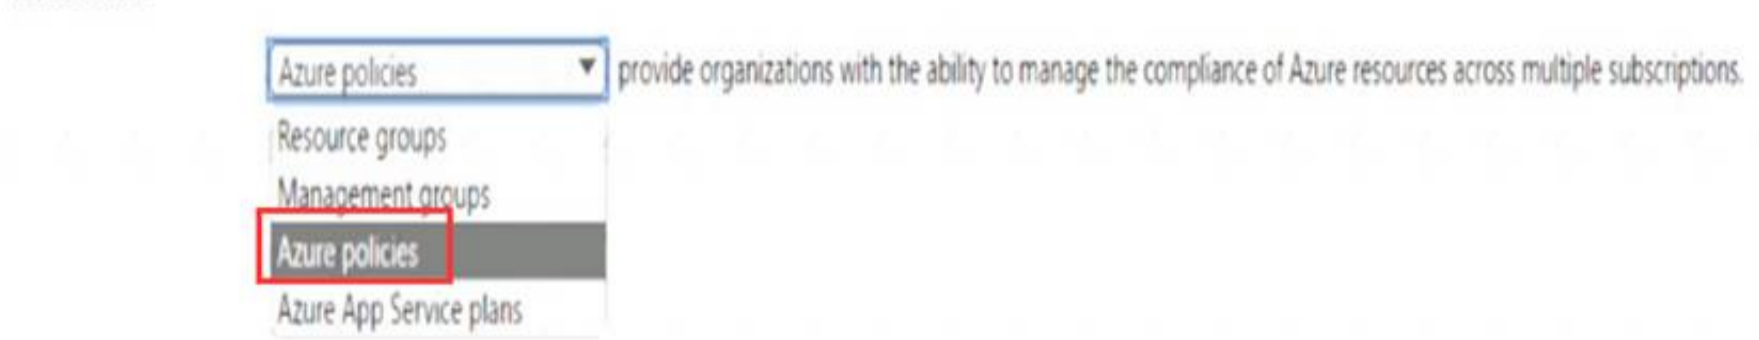 Azure policies provide organizations with the ability to manage the compliance of Azure resources across multiple subscriptions.
Resource groups
Management groups
Azure policies
Azure App Service plans